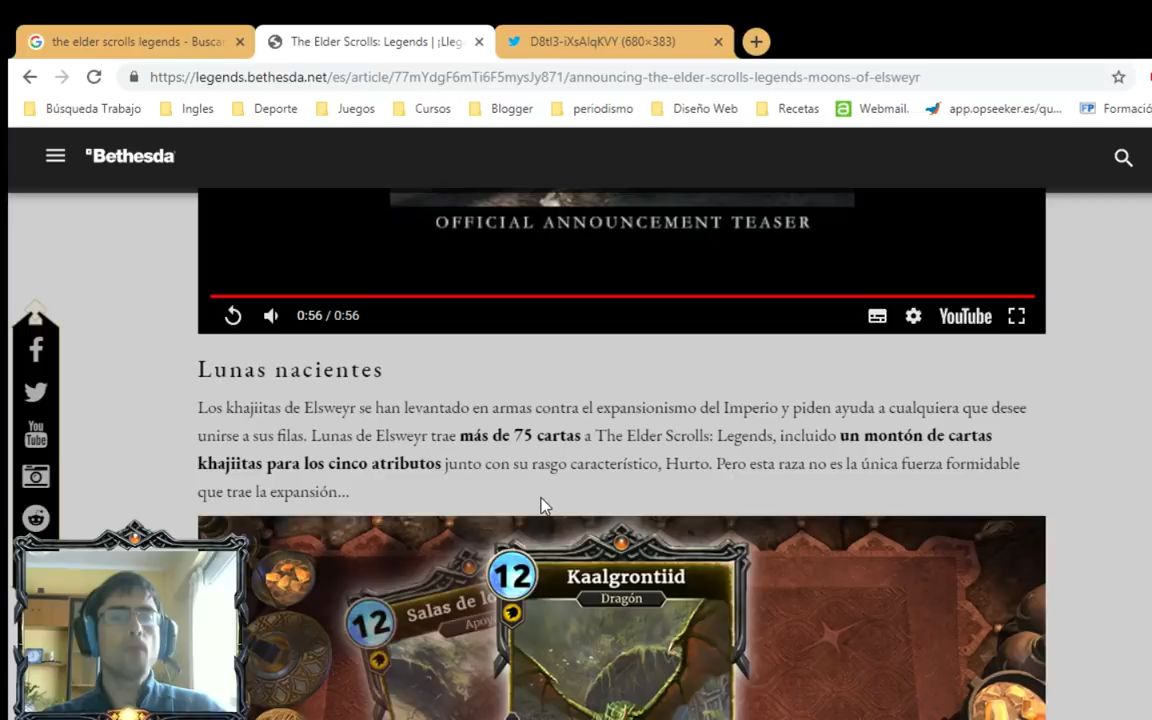 the elder scrolls legends - Busca
The Elder Scrolls: Legends | ¡Lleg
D8tI3-iXsAIqKVY (680×383)
https://legends.bethesda.net/es/article/77mYdgF6mTi6F5mysJy871/announcing-the-elder-scrolls-legends-moons-of-elsweyr
Búsqueda Trabajo
Ingles
Deporte
Juegos
Cursos
Blogger
periodismo
Diseño Web
Recetas
Webmail.
app.opseeker.es/qu...
FP
Formació
Bethesda
OFFICIAL ANNOUNCEMENT TEASER
0:56 / 0:56
YouTube
You
Tube
Lunas nacientes
Los khajiitas de Elsweyr se han levantado en armas contra el expansionismo del Imperio y piden ayuda a cualquiera que desee
unirse a sus filas. Lunas de Elsweyr trae más de 75 cartas a The Elder Scrolls: Legends, incluido un montón de cartas
khajiitas para los cinco atributos junto con su rasgo característico, Hurto. Pero esta raza no es la única fuerza formidable
que trae la expansión...
12
Kaalgrontiid
Dragón
12
Salas de lo
Apoy